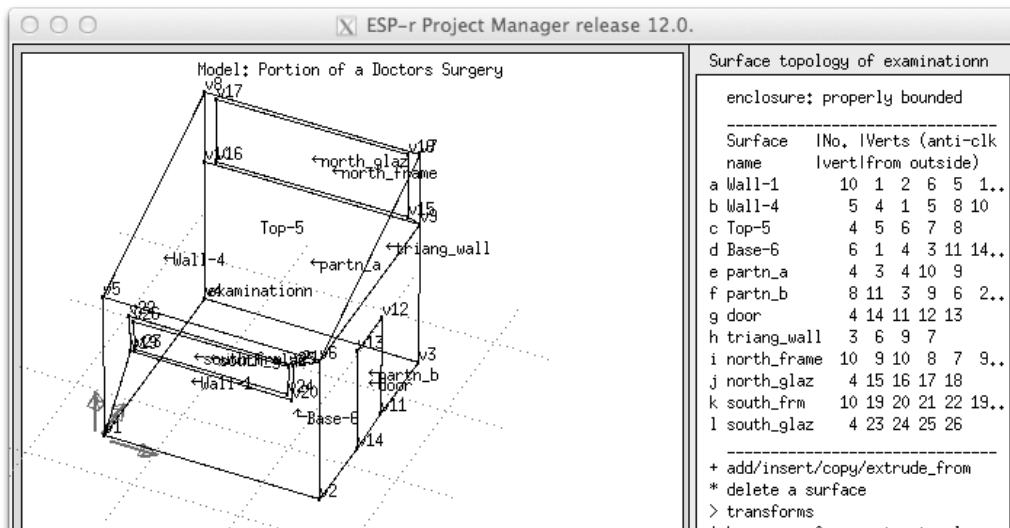 ESP-r Project Manager release 12.0.
Model: Portion of a Doctors Surgery
v8
v17
v16
north_glaz
north_frame
v15
v9
Top-5
triang_wall
Wall-4
partn_a
v5
v4
examinationn
v12
v6
v13
v3
v24
v20
Wall-1
partn_b
door
v11
Base-6
v1
v14
v2
Surface topology of examinationn
enclosure: properly bounded
Surface |No. |Verts (anti-clk
name |vert|from outside)
a Wall-1 10 1 2 6 5 1..
b Wall-4 5 4 1 5 8 10
c Top-5 4 5 6 7 8
d Base-6 6 1 4 3 11 14..
e partn_a 4 3 4 10 9
f partn_b 8 11 3 9 6 2..
g door 4 14 11 12 13
h triang_wall 3 6 9 7
i north_frame 10 9 10 8 7 9..
j north_glaz 4 15 16 17 18
k south_frm 10 19 20 21 22 19..
l south_glaz 4 23 24 25 26
+ add/insert/copy/extrude_from
* delete a surface
> transforms